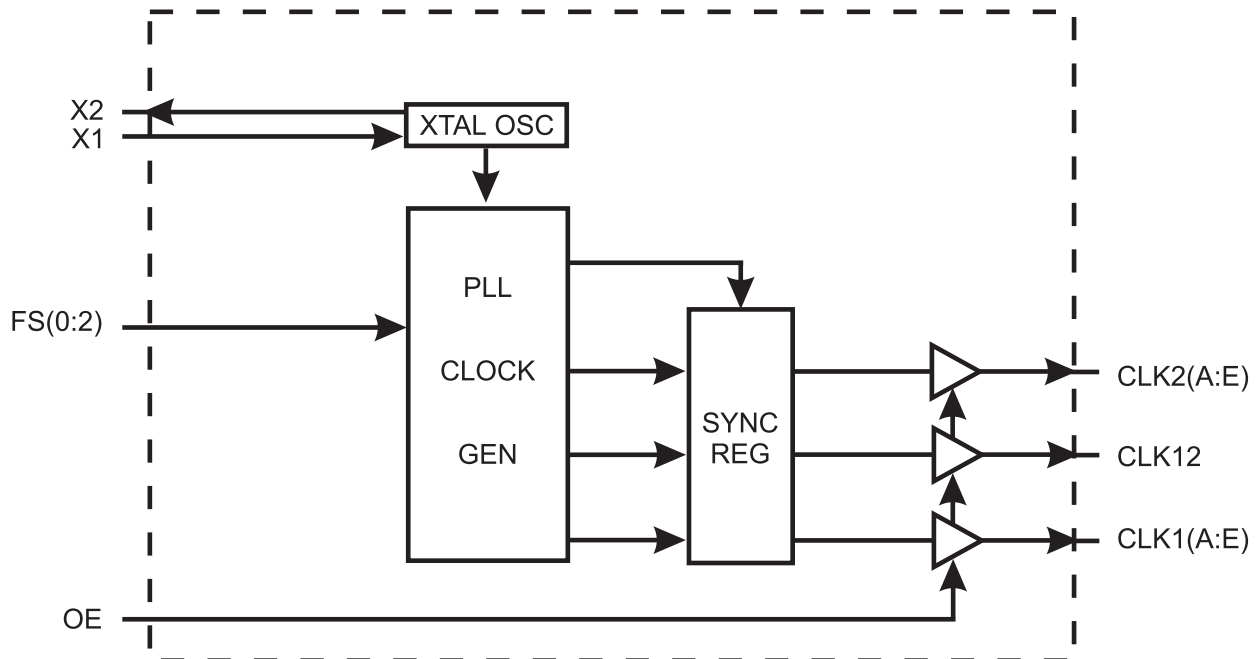 X2
X1
XTAL OSC
FS(0:2)
PLL
CLOCK
GEN
SYNC
REG
CLK2(A:E)
CLK12
CLK1(A:E)
OE